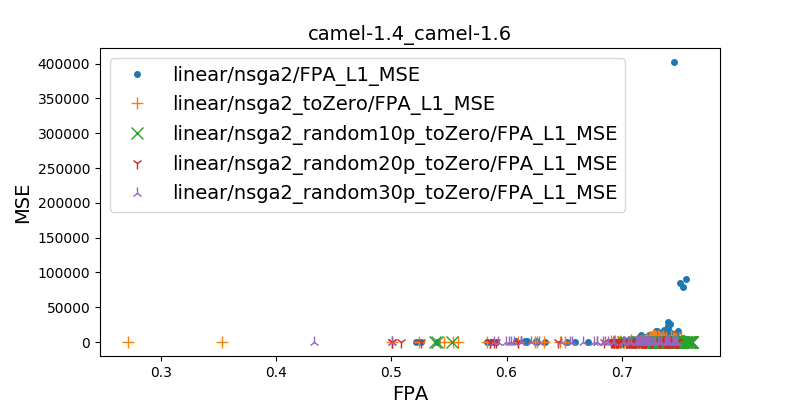 camel-1.4_camel-1.6
linear/nsga2/FPA_L1_MSE
linear/nsga2_toZero/FPA_L1_MSE
linear/nsga2_random10p_toZero/FPA_L1_MSE
linear/nsga2_random20p_toZero/FPA_L1_MSE
linear/nsga2_random30p_toZero/FPA_L1_MSE
MSE
400000
350000
300000
250000
200000
150000
100000
50000
0
0.3 0.4 0.5 0.6 0.7
FPA